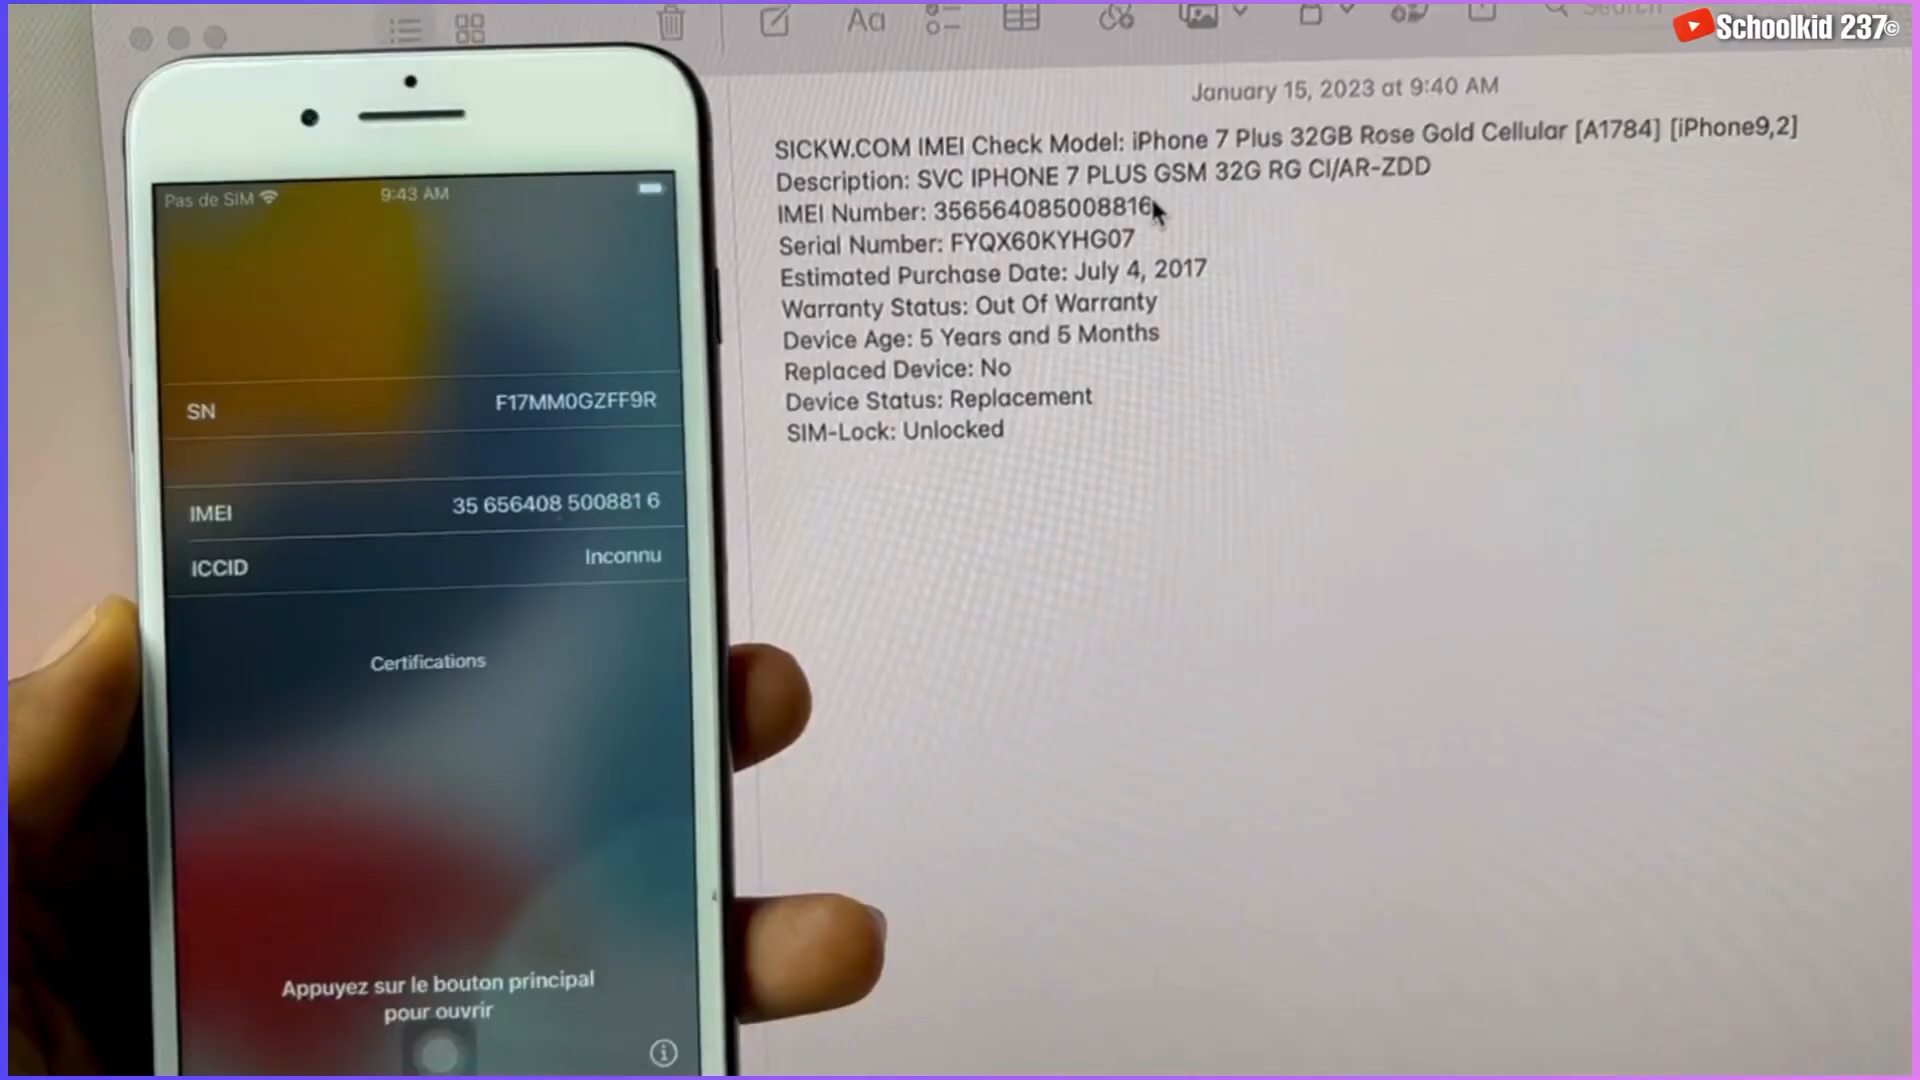 Schoolkid 237©
Aa
Search
January 15, 2023 at 9:40 AM
SICKW.COM IMEI Check Model: iPhone 7 Plus 32GB Rose Gold Cellular [A1784] [iPhone9,2]
Description: SVC IPHONE 7 PLUS GSM 32G RG CI/AR-ZDD
IMEI Number: 356564085008816
Serial Number: FYQX60KYHG07
Estimated Purchase Date: July 4, 2017
Warranty Status: Out Of Warranty
Device Age: 5 Years and 5 Months
Replaced Device: No
Device Status: Replacement
SIM-Lock: Unlocked
Pas de SIM 9:43 AM
SN F17MM0GZFF9R
IMEI 35 656408 500881 6
ICCID Inconnu
Certifications
Appuyez sur le bouton principal
pour ouvrir